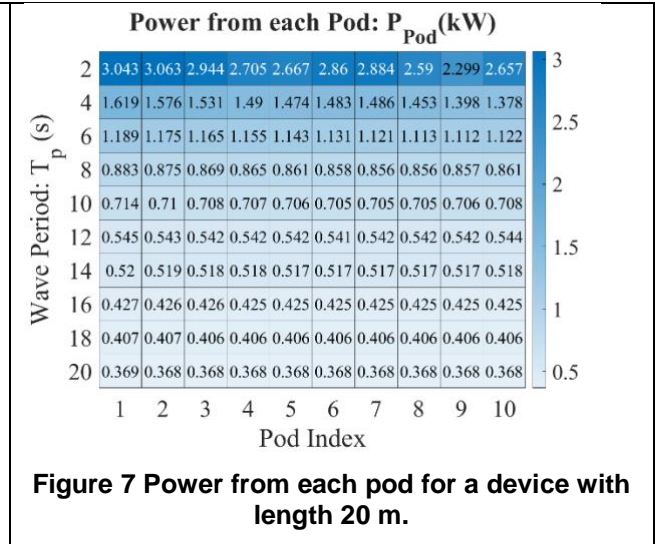 Power from each Pod: P_Pod(kW)
2 3.043 3.063 2.944 2.705 2.667 2.86 2.884 2.59 2.299 2.657
4 1.619 1.576 1.531 1.49 1.474 1.483 1.486 1.453 1.398 1.378
6 1.189 1.175 1.165 1.155 1.143 1.131 1.121 1.113 1.112 1.122
8 0.883 0.875 0.869 0.865 0.861 0.858 0.856 0.856 0.857 0.861
10 0.714 0.71 0.708 0.707 0.706 0.705 0.705 0.705 0.706 0.708
12 0.545 0.543 0.542 0.542 0.542 0.541 0.542 0.542 0.542 0.544
14 0.52 0.519 0.518 0.518 0.517 0.517 0.517 0.517 0.517 0.518
16 0.427 0.426 0.426 0.425 0.425 0.425 0.425 0.425 0.425 0.425
18 0.407 0.407 0.406 0.406 0.406 0.406 0.406 0.406 0.406 0.406
20 0.369 0.368 0.368 0.368 0.368 0.368 0.368 0.368 0.368 0.368
1 2 3 4 5 6 7 8 9 10
Pod Index
Wave Period: T_p (s)
3
2.5
2
1.5
1
0.5
Figure 7 Power from each pod for a device with
length 20 m.